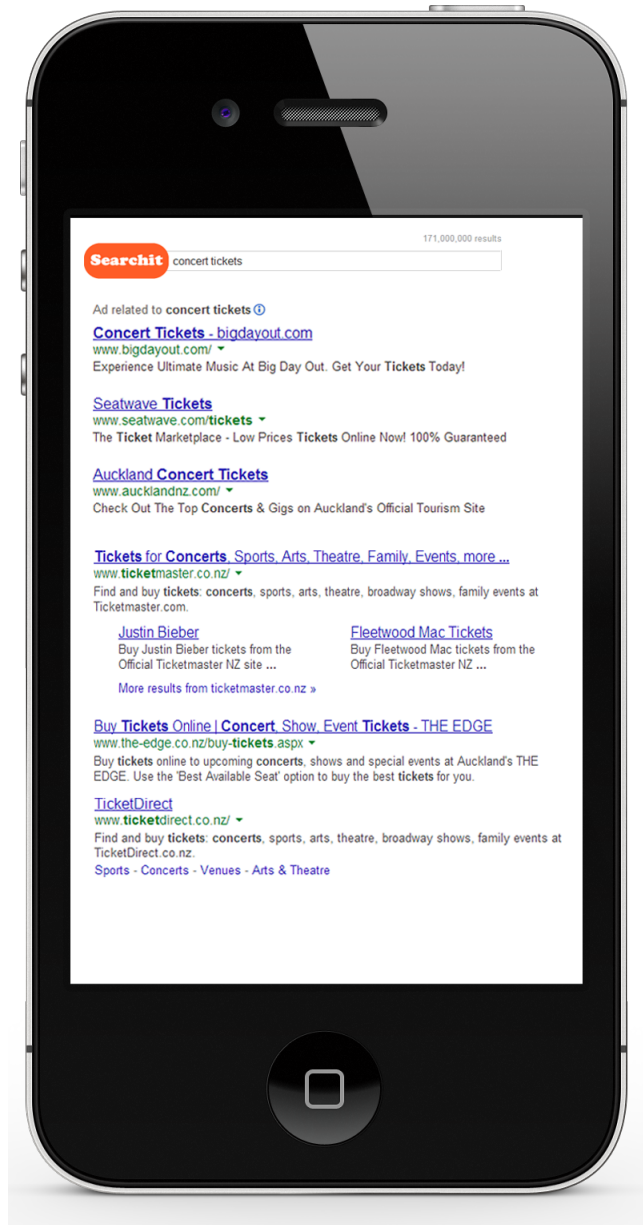 171,000,000 results
Searchit concert tickets
Ad related to concert tickets
Concert Tickets - bigdayout.com
www.bigdayout.com/
Experience Ultimate Music At Big Day Out. Get Your Tickets Today!
Seatwave Tickets
www.seatwave.com/tickets
The Ticket Marketplace - Low Prices Tickets Online Now! 100% Guaranteed
Auckland Concert Tickets
www.aucklandnz.com/
Check Out The Top Concerts & Gigs on Auckland's Official Tourism Site
Tickets for Concerts, Sports, Arts, Theatre, Family, Events, more ...
www.ticketmaster.co.nz/
Find and buy tickets: concerts, sports, arts, theatre, broadway shows, family events at
Ticketmaster.com.
Justin Bieber
Buy Justin Bieber tickets from the
Official Ticketmaster NZ site ...
Fleetwood Mac Tickets
Buy Fleetwood Mac tickets from the
Official Ticketmaster NZ ...
More results from ticketmaster.co.nz »
Buy Tickets Online | Concert, Show, Event Tickets - THE EDGE
www.the-edge.co.nz/buy-tickets.aspx
Buy tickets online to upcoming concerts, shows and special events at Auckland's THE
EDGE. Use the 'Best Available Seat' option to buy the best tickets for you.
TicketDirect
www.ticketdirect.co.nz/
Find and buy tickets: concerts, sports, arts, theatre, broadway shows, family events at
TicketDirect.co.nz.
Sports - Concerts - Venues - Arts & Theatre